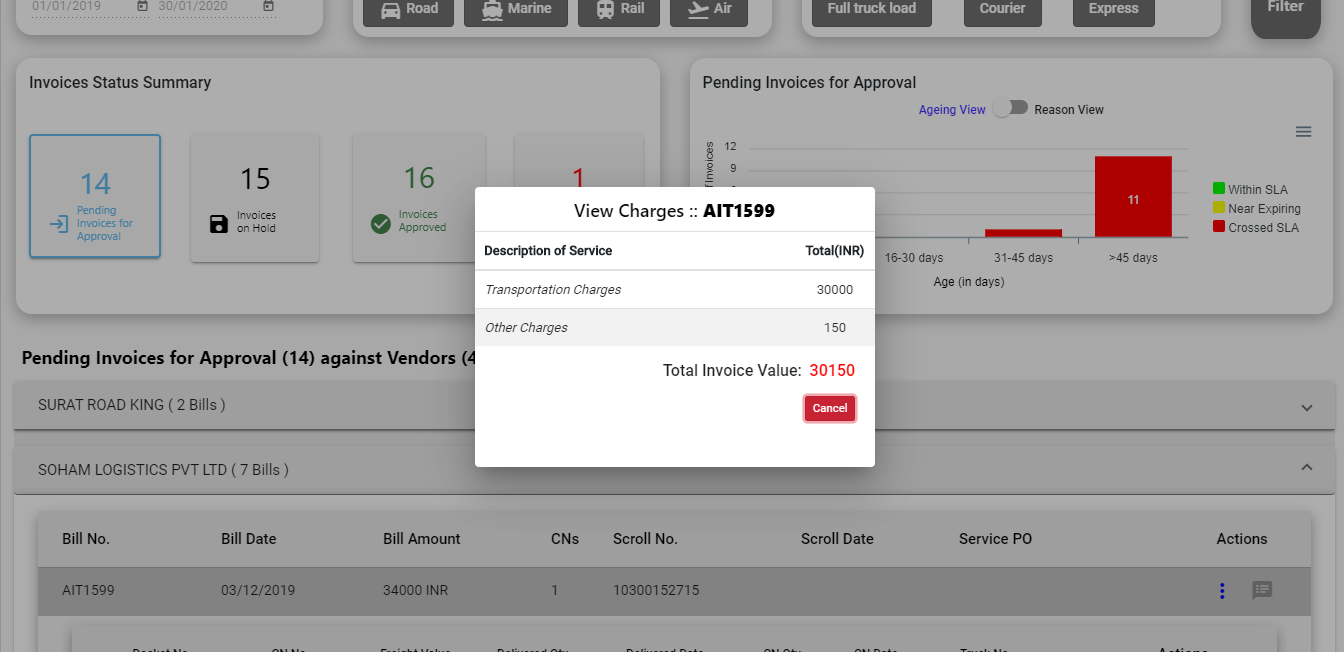 01/01/2019 30/01/2020
Road Marine Rail Air
Full truck load Courier Express
Filter
Invoices Status Summary
14
Pending
Invoices for
Approval
15
Invoices
on Hold
16
Invoices
Approved
1
Pending Invoices for Approval
Ageing View Reason View
12
9
Invoices
11
16-30 days 31-45 days >45 days
Age (in days)
Within SLA
Near Expiring
Crossed SLA
View Charges :: AIT1599
Description of Service Total(INR)
Transportation Charges 30000
Other Charges 150
Total Invoice Value: 30150
Cancel
Pending Invoices for Approval (14) against Vendors (4
SURAT ROAD KING ( 2 Bills )
SOHAM LOGISTICS PVT LTD ( 7 Bills )
Bill No. Bill Date Bill Amount CNs Scroll No. Scroll Date Service PO Actions
AIT1599 03/12/2019 34000 INR 1 10300152715